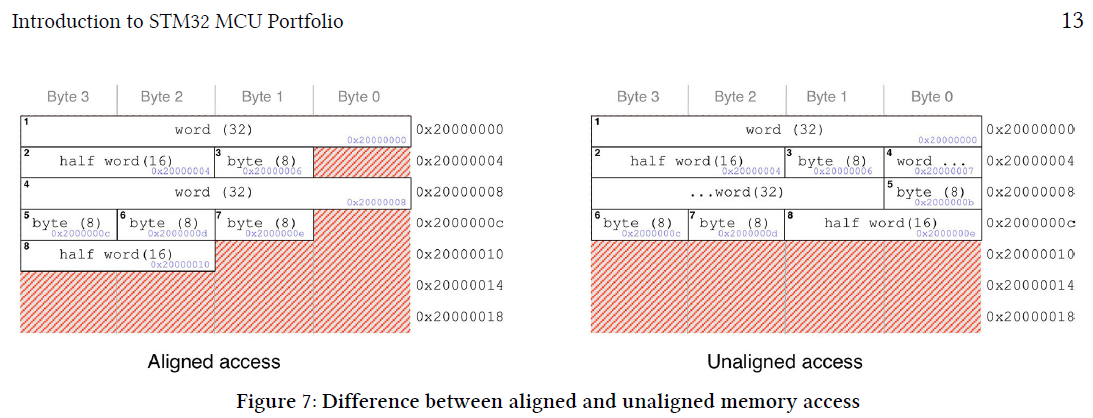 Introduction to STM32 MCU Portfolio 13
Byte 3 Byte 2 Byte 1 Byte 0
1 word (32) 0x20000000 0x20000000
2 half word(16) 0x20000004 3 byte (8) 0x20000006 0x20000004
4 word (32) 0x20000008 0x20000008
5 byte (8) 0x2000000c 6 byte (8) 0x2000000d 7 byte (8) 0x2000000e 0x2000000c
8 half word(16) 0x20000010 0x20000010
0x20000014
0x20000018
Aligned access
Byte 3 Byte 2 Byte 1 Byte 0
1 word (32) 0x20000000 0x20000000
2 half word(16) 0x20000004 3 byte (8) 0x20000006 4 word ... 0x20000007 0x20000004
...word(32) 5 byte (8) 0x2000000b 0x20000008
6 byte (8) 0x2000000c 7 byte (8) 0x2000000d 8 half word(16) 0x2000000e 0x2000000c
0x20000010
0x20000014
0x20000018
Unaligned access
Figure 7: Difference between aligned and unaligned memory access